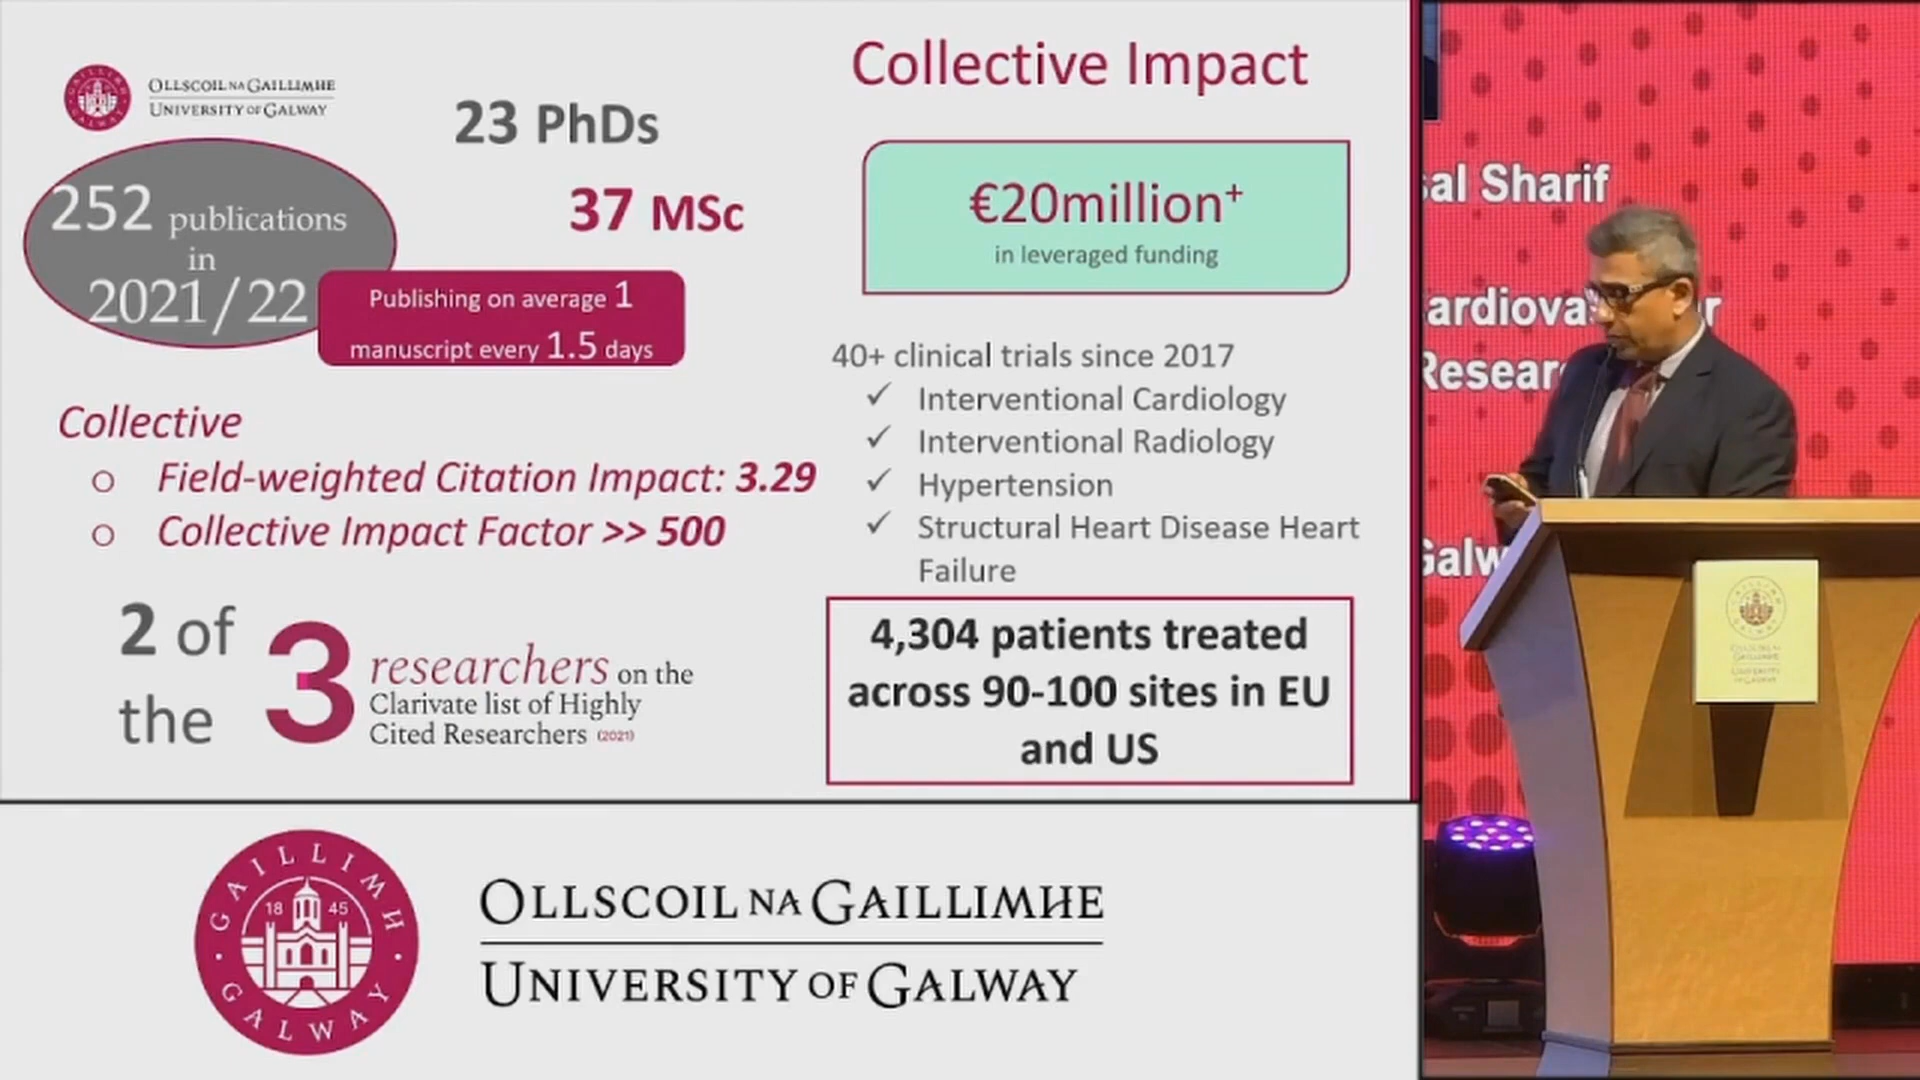 OLLSCOIL NA GAILLIMHE
UNIVERSITY OF GALWAY
252 publications
in
2021/22
23 PhDs
37 MSc
Publishing on average 1
manuscript every 1.5 days
Collective
Field-weighted Citation Impact: 3.29
Collective Impact Factor >> 500
2 of
the
3
researchers on the
Clarivate list of Highly
Cited Researchers (2021)
Collective Impact
€20million+
in leveraged funding
40+ clinical trials since 2017
✓ Interventional Cardiology
✓ Interventional Radiology
✓ Hypertension
✓ Structural Heart Disease Heart
Failure
4,304 patients treated
across 90-100 sites in EU
and US
GAILLIMH
18 45
GALWAY
OLLSCOIL NA GAILLIMHE
UNIVERSITY OF GALWAY
Sharif